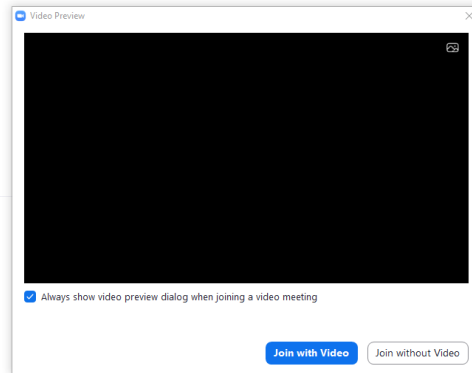 Video Preview
Always show video preview dialog when joining a video meeting
Join with Video
Join without Video